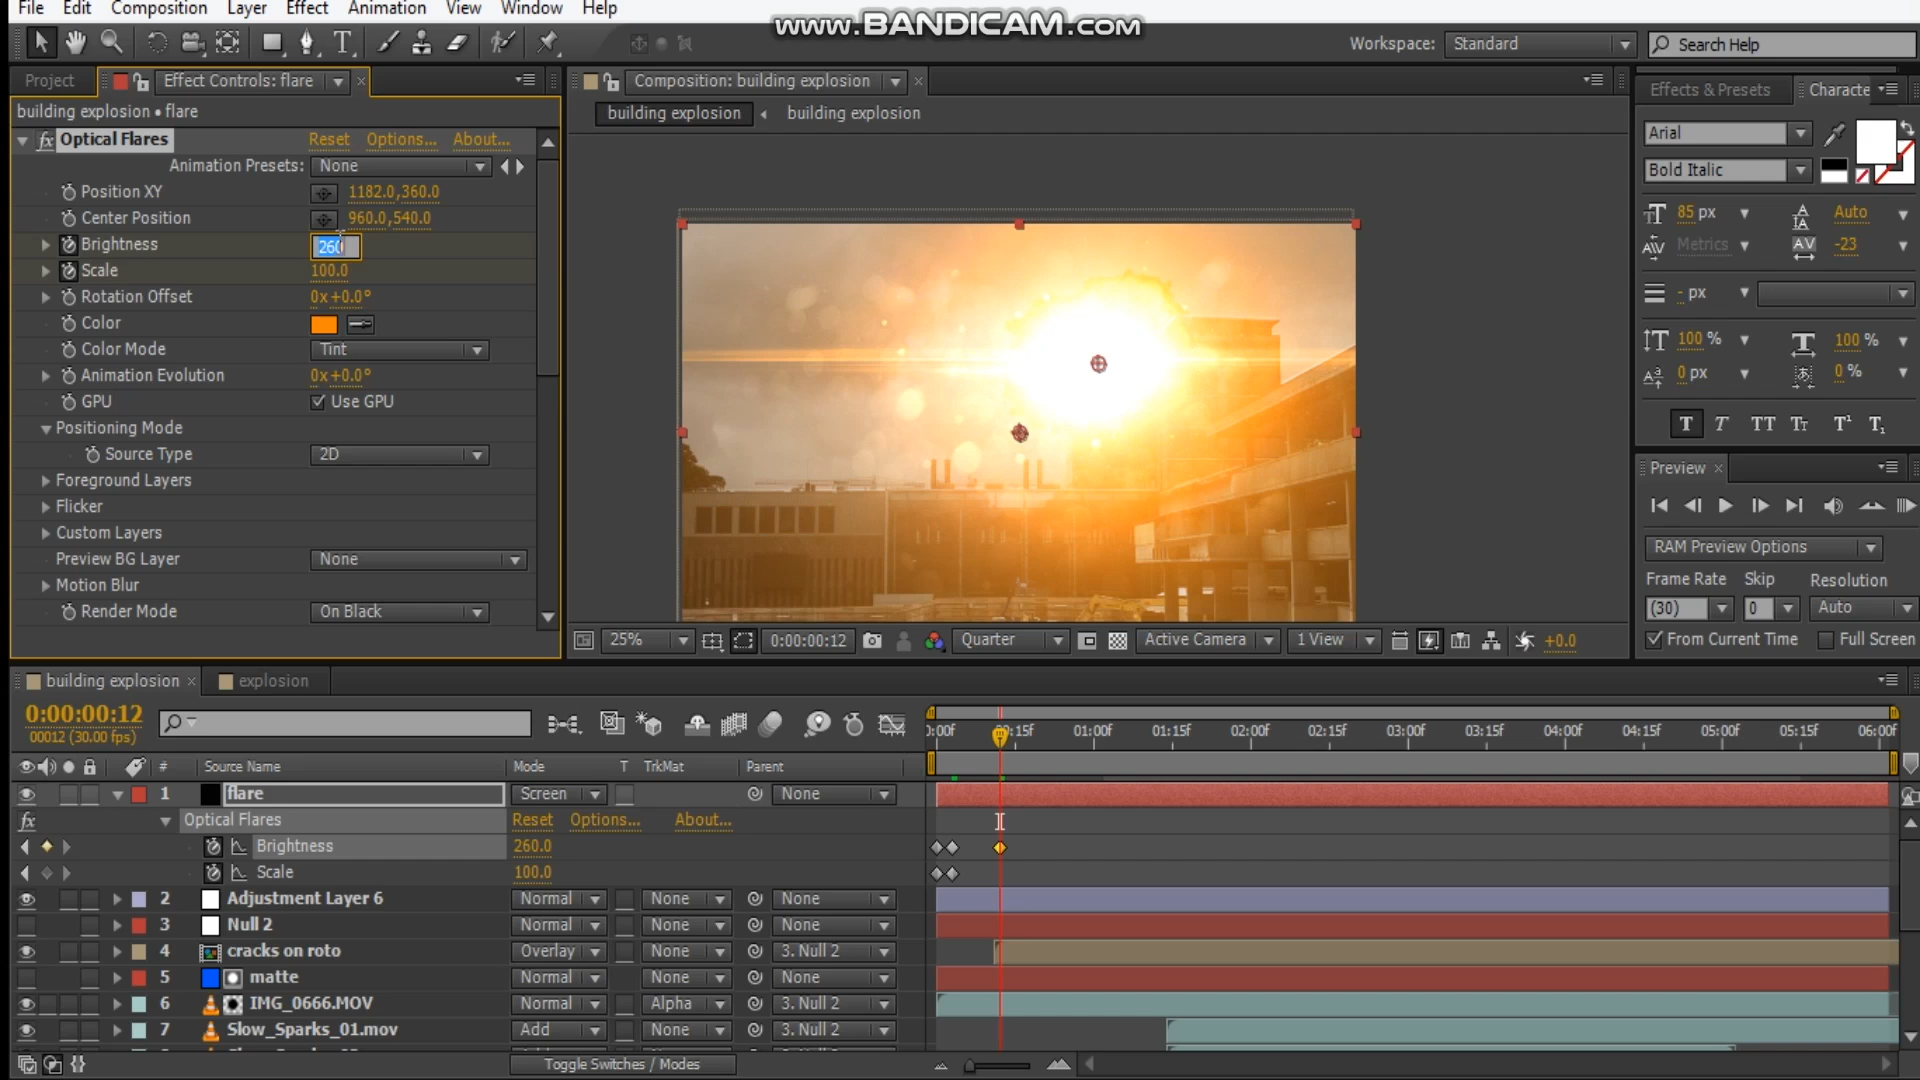 File Edit Composition Layer Effect Animation View Window Help
www.BANDICAM.com
Workspace: Standard Search Help
Project Effect Controls: flare × Composition: building explosion × Effects & Presets Characte
building explosion • flare building explosion building explosion
Optical Flares Reset Options... About...
Animation Presets: None
Position XY 1182.0,360.0
Center Position 960.0,540.0
Brightness 260
Scale 100.0
Rotation Offset 0x+0.0°
Color
Color Mode Tint
Animation Evolution 0x+0.0°
GPU Use GPU
Positioning Mode
Source Type 2D
Foreground Layers
Flicker
Custom Layers
Preview BG Layer None
Motion Blur
Render Mode On Black
25% 0:00:00:12 Quarter Active Camera 1 View +0.0
Arial
Bold Italic
85 px Auto
Metrics -23
- px
100 % 100 %
0 px 0 %
T T TT Tt T¹ T₁
Preview ×
RAM Preview Options
Frame Rate Skip Resolution
(30) 0 Auto
From Current Time Full Screen
building explosion × explosion
0:00:00:12
00012 (30.00 fps)
:00f 15f 01:00f 01:15f 02:00f 02:15f 03:00f 03:15f 04:00f 04:15f 05:00f 05:15f 06:00f
# Source Name Mode T TrkMat Parent
1 flare Screen None
fx Optical Flares Reset Options... About...
Brightness 260.0
Scale 100.0
2 Adjustment Layer 6 Normal None None
3 Null 2 Normal None None
4 cracks on roto Overlay None 3. Null 2
5 matte Normal None None
6 IMG_0666.MOV Normal Alpha 3. Null 2
7 Slow_Sparks_01.mov Add None 3. Null 2
Toggle Switches / Modes